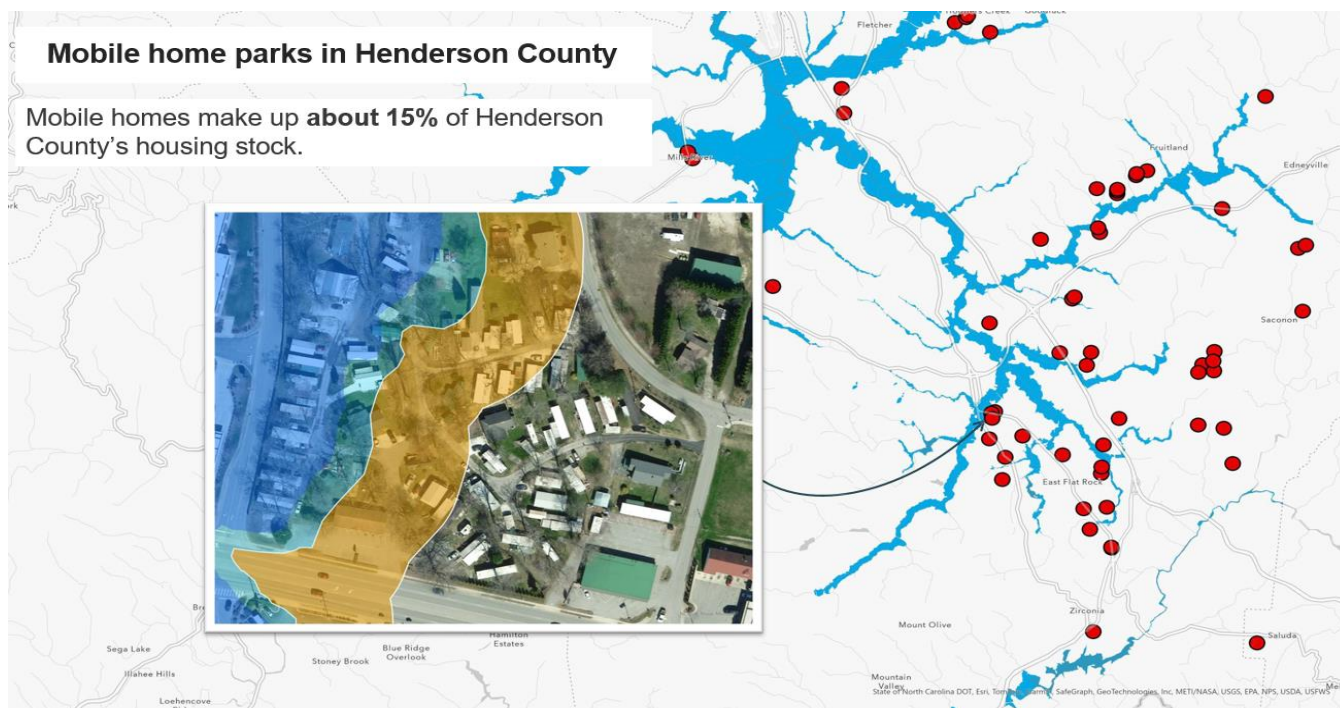 Mobile home parks in Henderson County
Mobile homes make up about 15% of Henderson
County's housing stock.
Fletcher
Fruitland
Edneyville
Saconon
East Flat Rock
Zirconia
Mount Olive
Saluda
Mountain
Valley
Hamilton
Estates
Blue Ridge
Overlook
Stoney Brook
Sega Lake
Illahee Hills
Loehencove
State of North Carolina DOT, Esri, SafeGraph, GeoTechnologies, Inc, METI/NASA, USGS, EPA, NPS, USDA, USFWS